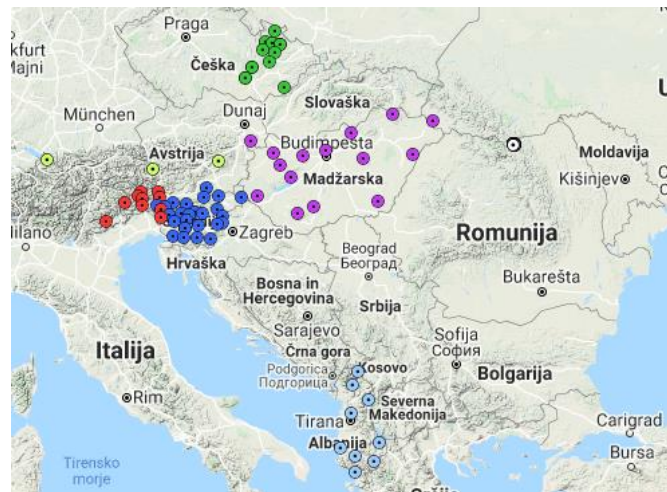 Praga
kfurt
Majni
Češka
Slovaška
München
Dunaj
Avstrija
Budimpešta
Madžarska
Moldavija
Kišinjev
Milano
Zagreb
Hrvaška
Romunija
Beograd
Београд
Bosna in
Hercegovina
Srbija
Bukarešta
Sarajevo
Italija
Črna gora
Sofija
София
Podgorica
Подгорица
Kosovo
Bolgarija
Rim
Severna
Makedonija
Tirana
Carigrad
Albanija
Bursa
Tirensko
morje